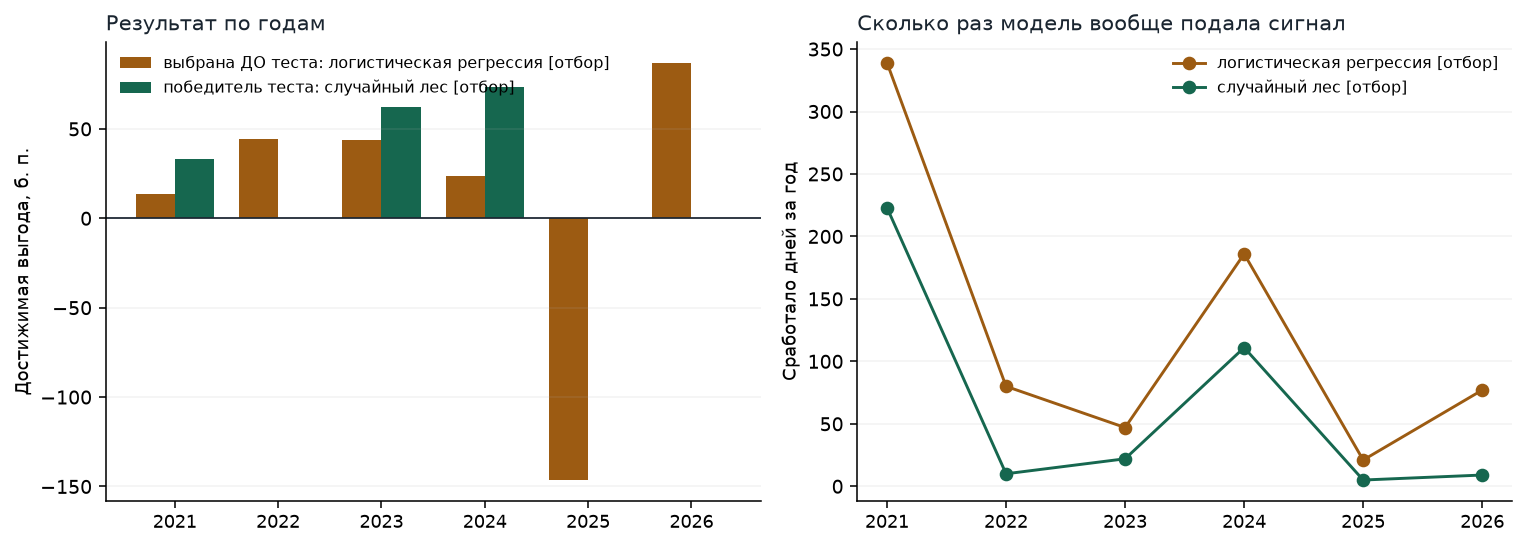 Результат по годам
выбрана ДО теста: логистическая регрессия [отбор]
победитель теста: случайный лес [отбор]
Достижимая выгода, б. п.
50
0
−50
−100
−150
2021 2022 2023 2024 2025 2026
Сколько раз модель вообще подала сигнал
логистическая регрессия [отбор]
случайный лес [отбор]
Сработало дней за год
350
300
250
200
150
100
50
0
2021 2022 2023 2024 2025 2026